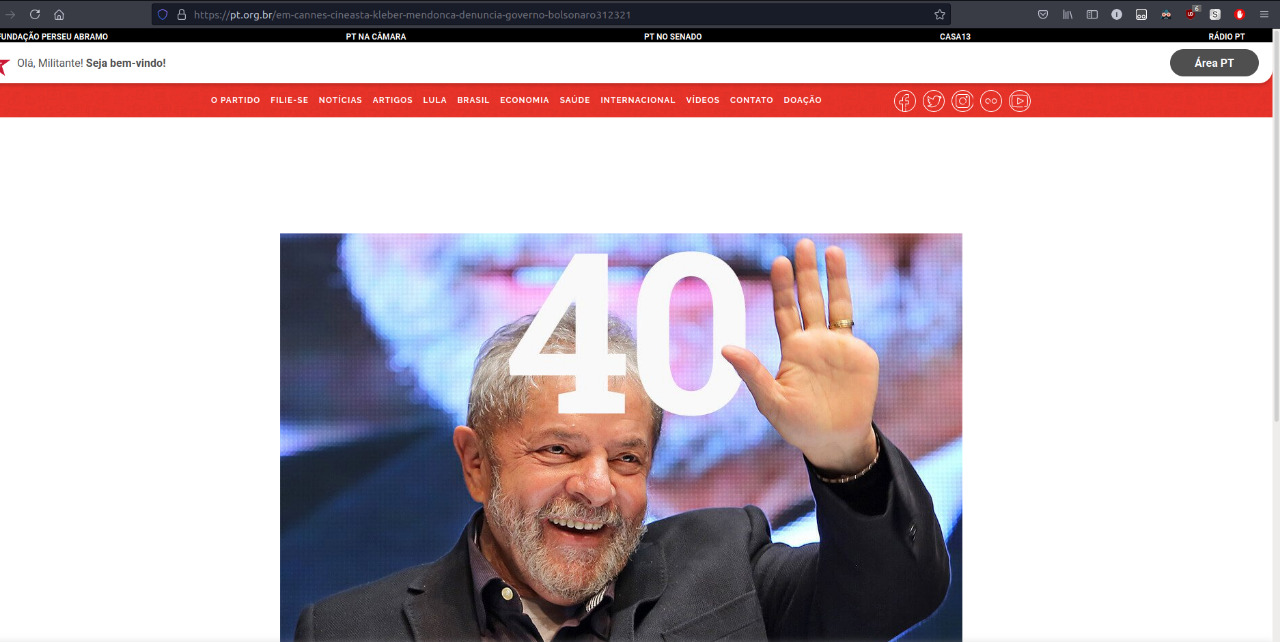 https://pt.org.br/em-cannes-cineasta-kleber-mendonca-denuncia-governo-bolsonaro312321
6
S
FUNDAÇÃO PERSEU ABRAMO PT NA CÂMARA PT NO SENADO CASA13 RÁDIO PT
Olá, Militante! Seja bem-vindo! Área PT
O PARTIDO FILIE-SE NOTÍCIAS ARTIGOS LULA BRASIL ECONOMIA SAÚDE INTERNACIONAL VÍDEOS CONTATO DOAÇÃO
40